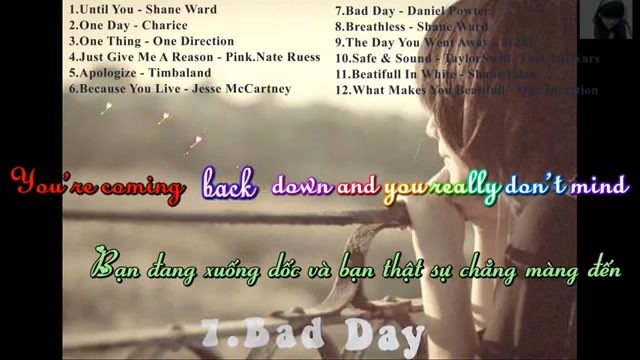 1.Until You - Shane Ward
2.One Day - Charice
3.One Thing - One Direction
4.Just Give Me A Reason - Pink.Nate Ruess
5.Apologize - Timbaland
6.Because You Live - Jesse McCartney
7.Bad Day - Daniel Powter
8.Breathless - Shane Ward
9.The Day You Went Away - M2M
10.Safe & Sound - TaylorSwift
11.Beatifull In White - Shane Filan
12.What Makes You Beatifull - One Direction
You're coming back down and you really don't mind
Bạn đang xuống dốc và bạn thật sự chẳng màng đến
7.Bad Day